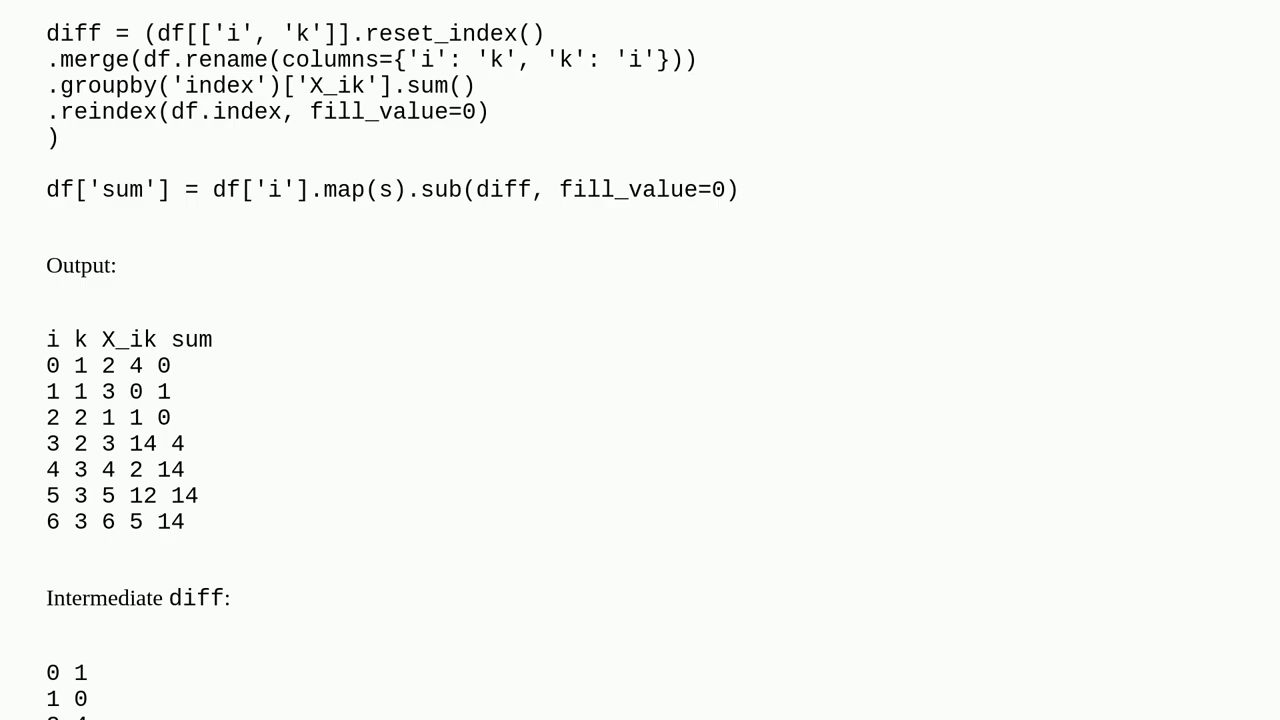 diff = (df[['i', 'k']].reset_index()
.merge(df.rename(columns={'i': 'k', 'k': 'i'}))
.groupby('index')['X_ik'].sum()
.reindex(df.index, fill_value=0)
)
df['sum'] = df['i'].map(s).sub(diff, fill_value=0)
Output:
i k X_ik sum
0 1 2 4 0
1 1 3 0 1
2 2 1 1 0
3 2 3 14 4
4 3 4 2 14
5 3 5 12 14
6 3 6 5 14
Intermediate diff:
0 1
1 0